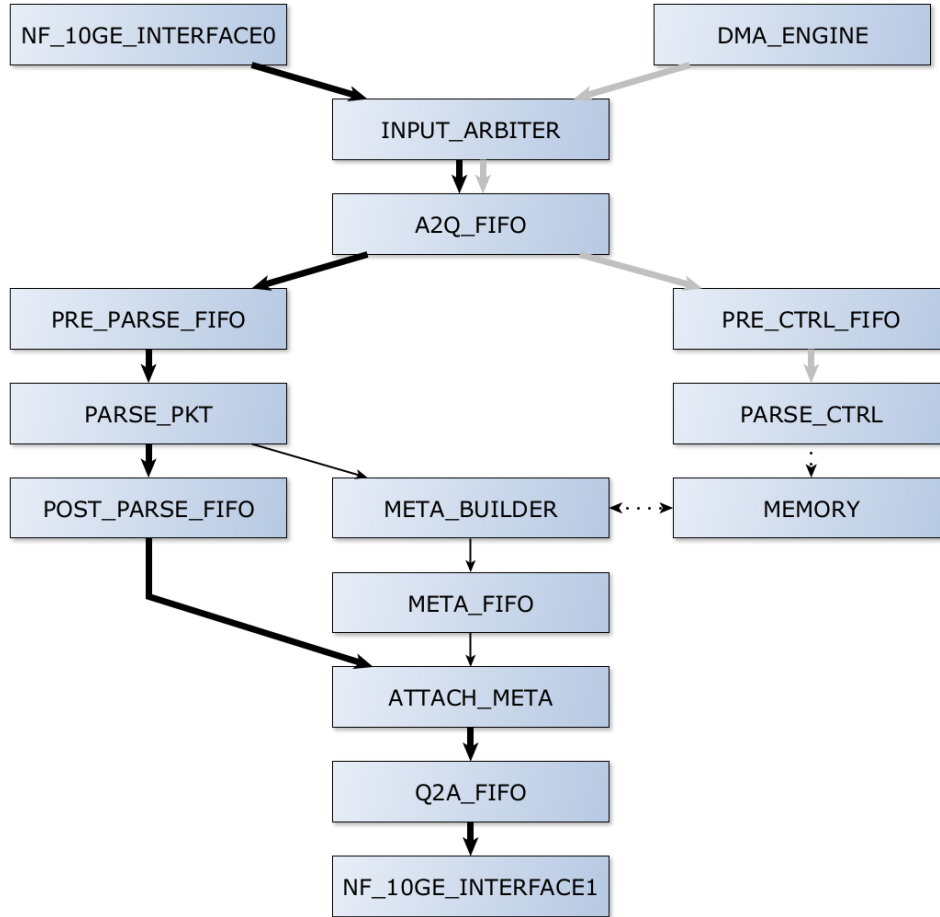 NF_10GE_INTERFACE0
DMA_ENGINE
INPUT_ARBITER
A2Q_FIFO
PRE_PARSE_FIFO
PRE_CTRL_FIFO
PARSE_PKT
PARSE_CTRL
POST_PARSE_FIFO
META_BUILDER
MEMORY
META_FIFO
ATTACH_META
Q2A_FIFO
NF_10GE_INTERFACE1